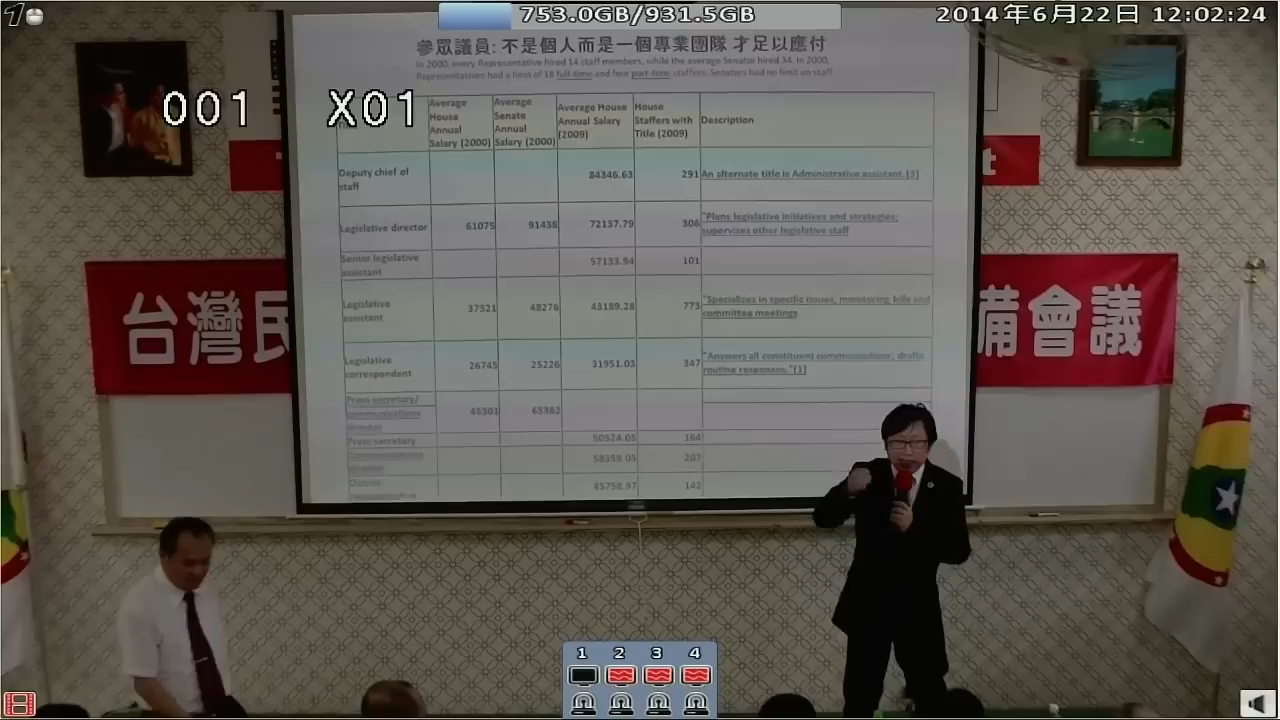 753.0GB/931.5GB
2014年6月22日 12:02:24
001 X01
參眾議員: 不是個人而是一個專業團隊 才足以應付
In 2000, every Representative hired 14 staff members, while the average Senator hired 34. In 2000,
Representatives had a limit of 18 full-time and four part-time staffers; Senators had no limit on staff.
Average House Annual Salary (2000) Average Senate Annual Salary (2000) Average House Annual Salary (2009) House Staffers with Title (2009) Description
Deputy chief of staff 84346.63 291 An alternate title is Administrative assistant.[3]
Legislative director 61075 91438 72137.79 306 "Plans legislative initiatives and strategies; supervises other legislative staff
Senior legislative assistant 57133.94 101
Legislative assistant 37321 48276 43189.28 773 "Specializes in specific issues, monitoring bills and committee meetings
Legislative correspondent 26745 25226 31951.03 347 "Answers all constituent communications; drafts routine responses."[1]
Press secretary/ communications director 45301 65362
Press secretary 50524.05 164
Communications director 58359.05 207
45758.97 142
t
台灣民
備會議
1 2 3 4